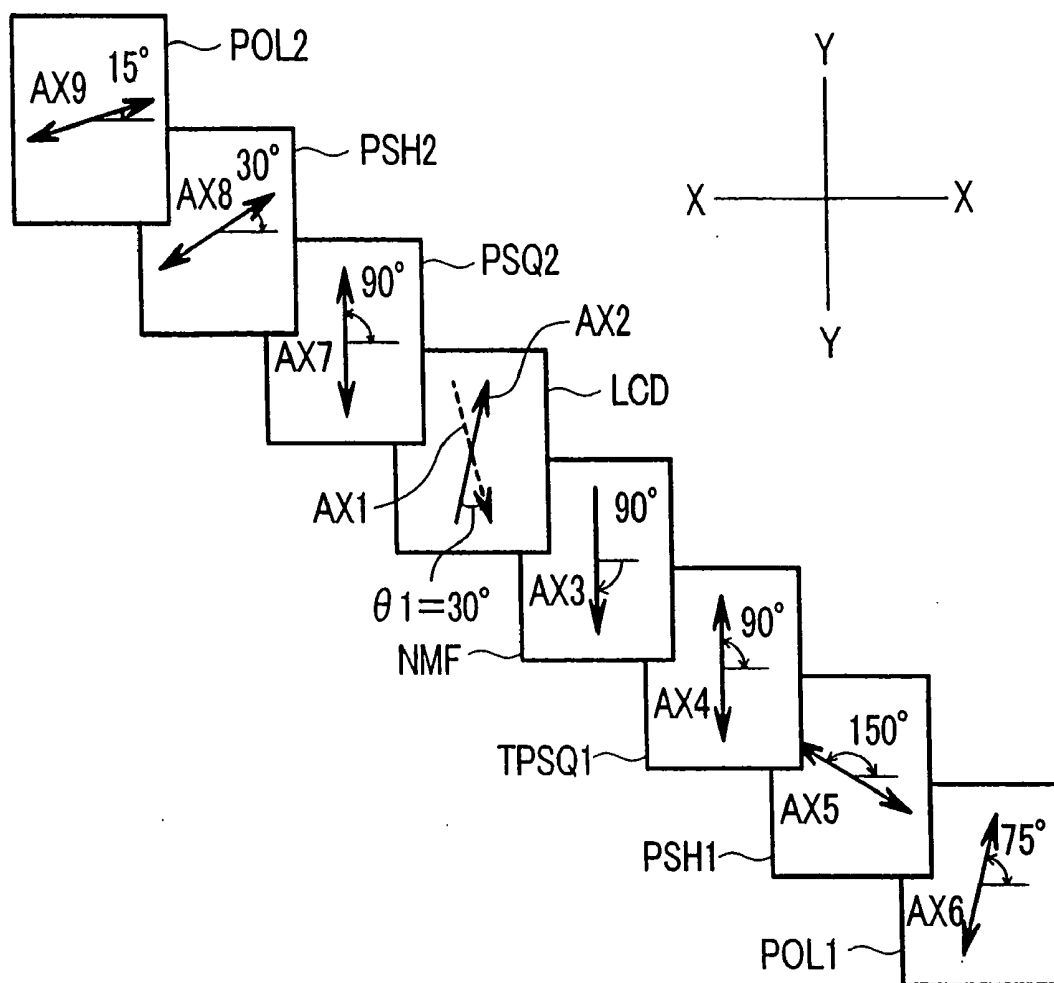 POL2
15°
AX9
PSH2
30°
AX8
Y
X
X
Y
PSQ2
90°
AX7
AX2
LCD
AX1
θ1=30°
90°
AX3
NMF
90°
AX4
TPSQ1
150°
AX5
PSH1
75°
AX6
POL1